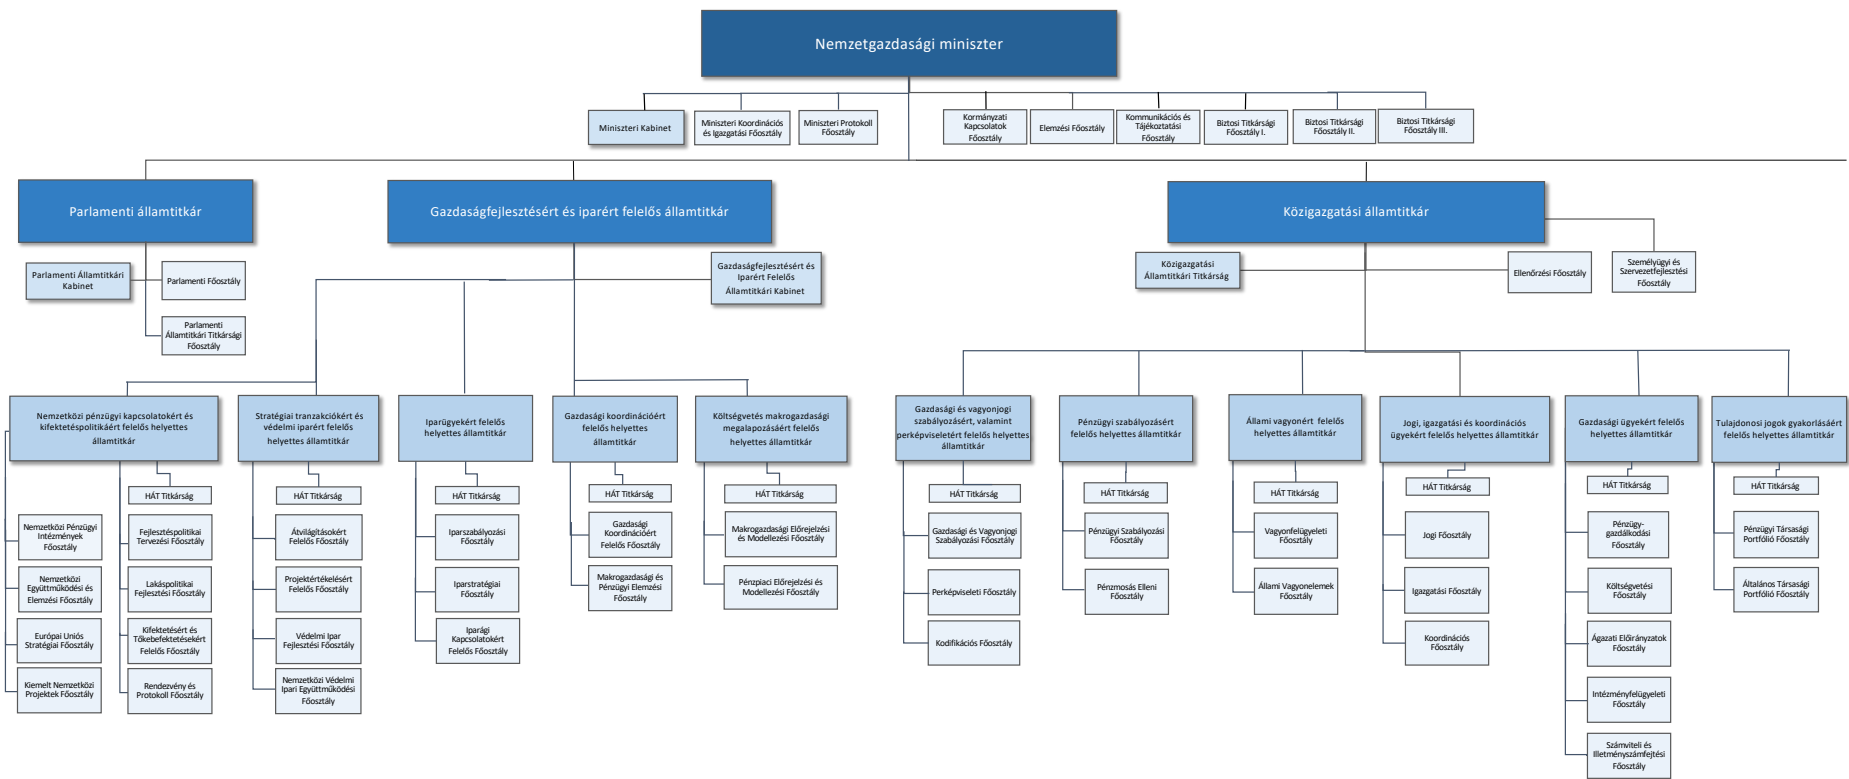 Nemzetgazdasági miniszter
Miniszteri Kabinet
Miniszteri Koordinációs
és Igazgatási Főosztály
Miniszteri Protokoll
Főosztály
Kormányzati
Kapcsolatok
Főosztály
Elemzési Főosztály
Kommunikációs és
Tájékoztatási
Főosztály
Biztosi Titkársági
Főosztály I.
Biztosi Titkársági
Főosztály II.
Biztosi Titkársági
Főosztály III.
Parlamenti államtitkár
Gazdaságfejlesztésért és iparért felelős államtitkár
Közigazgatási államtitkár
Parlamenti Államtitkári
Kabinet
Parlamenti Főosztály
Parlamenti
Államtitkári Titkársági
Főosztály
Gazdaságfejlesztésért és
Iparért Felelős
Államtitkári Kabinet
Közigazgatási
Államtitkári Titkárság
Ellenőrzési Főosztály
Személyügyi és
Szervezetfejlesztési
Főosztály
Nemzetközi pénzügyi kapcsolatokért és
kifektetéspolitikáért felelős helyettes
államtitkár
HÁT Titkárság
Nemzetközi Pénzügyi
Intézmények
Főosztály
Nemzetközi
Együttműködési és
Elemzési Főosztály
Európai Uniós
Stratégiai Főosztály
Kiemelt Nemzetközi
Projektek Főosztály
Fejlesztéspolitikai
Tervezési Főosztály
Lakáspolitikai
Fejlesztési Főosztály
Kifektetésért és
Tőkebefektetésekért
Felelős Főosztály
Rendezvény és
Protokoll Főosztály
Stratégiai tranzakciókért és
védelmi iparért felelős
helyettes államtitkár
HÁT Titkárság
Átvilágításokért
Felelős Főosztály
Projektértékelésért
Felelős Főosztály
Védelmi Ipar
Fejlesztési Főosztály
Nemzetközi Védelmi
Ipari Együttműködési
Főosztály
Iparügyekért felelős
helyettes államtitkár
HÁT Titkárság
Iparszabályozási
Főosztály
Iparstratégiai
Főosztály
Iparági
Kapcsolatokért
Felelős Főosztály
Gazdasági koordinációért
felelős helyettes
államtitkár
HÁT Titkárság
Gazdasági
Koordinációért
Felelős Főosztály
Makrogazdasági és
Pénzügyi Elemzési
Főosztály
Költségvetés makrogazdasági
megalapozásáért felelős
helyettes államtitkár
HÁT Titkárság
Makrogazdasági Előrejelzési
és Modellezési Főosztály
Pénzpiaci Előrejelzési és
Modellezési Főosztály
Gazdasági és vagyonjogi
szabályozásért, valamint
perképviseletért felelős helyettes
államtitkár
HÁT Titkárság
Gazdasági és Vagyonjogi
Szabályozási Főosztály
Perképviseleti Főosztály
Kodifikációs Főosztály
Pénzügyi szabályozásért
felelős helyettes államtitkár
HÁT Titkárság
Pénzügyi Szabályozási
Főosztály
Pénzmosás Elleni
Főosztály
Állami vagyonért felelős
helyettes államtitkár
HÁT Titkárság
Vagyonfelügyeleti
Főosztály
Állami Vagyonelemek
Főosztály
Jogi, igazgatási és koordinációs
ügyekért felelős helyettes államtitkár
HÁT Titkárság
Jogi Főosztály
Igazgatási Főosztály
Koordinációs
Főosztály
Gazdasági ügyekért felelős
helyettes államtitkár
HÁT Titkárság
Pénzügy-
gazdálkodási
Főosztály
Költségvetési
Főosztály
Ágazati Előirányzatok
Főosztály
Intézményfelügyeleti
Főosztály
Számviteli és
Illetményszámfejtési
Főosztály
Tulajdonosi jogok gyakorlásáért
felelős helyettes államtitkár
HÁT Titkárság
Pénzügyi Társasági
Portfólió Főosztály
Általános Társasági
Portfólió Főosztály